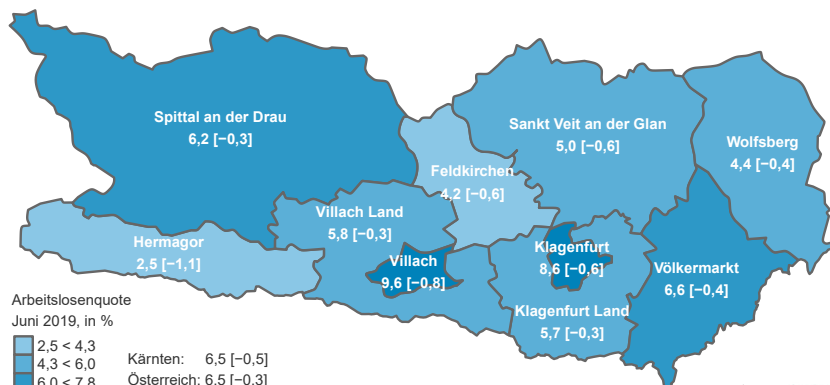 Spittal an der Drau
6,2 [−0,3]
Sankt Veit an der Glan
5,0 [−0,6]
Wolfsberg
4,4 [−0,4]
Feldkirchen
4,2 [−0,6]
Villach Land
5,8 [−0,3]
Hermagor
2,5 [−1,1]
Villach
9,6 [−0,8]
Klagenfurt
8,6 [−0,6]
Völkermarkt
6,6 [−0,4]
Klagenfurt Land
5,7 [−0,3]
Arbeitslosenquote
Juni 2019, in %
2,5 < 4,3
4,3 < 6,0
6,0 < 7,8
Kärnten: 6,5 [−0,5]
Österreich: 6,5 [−0,3]